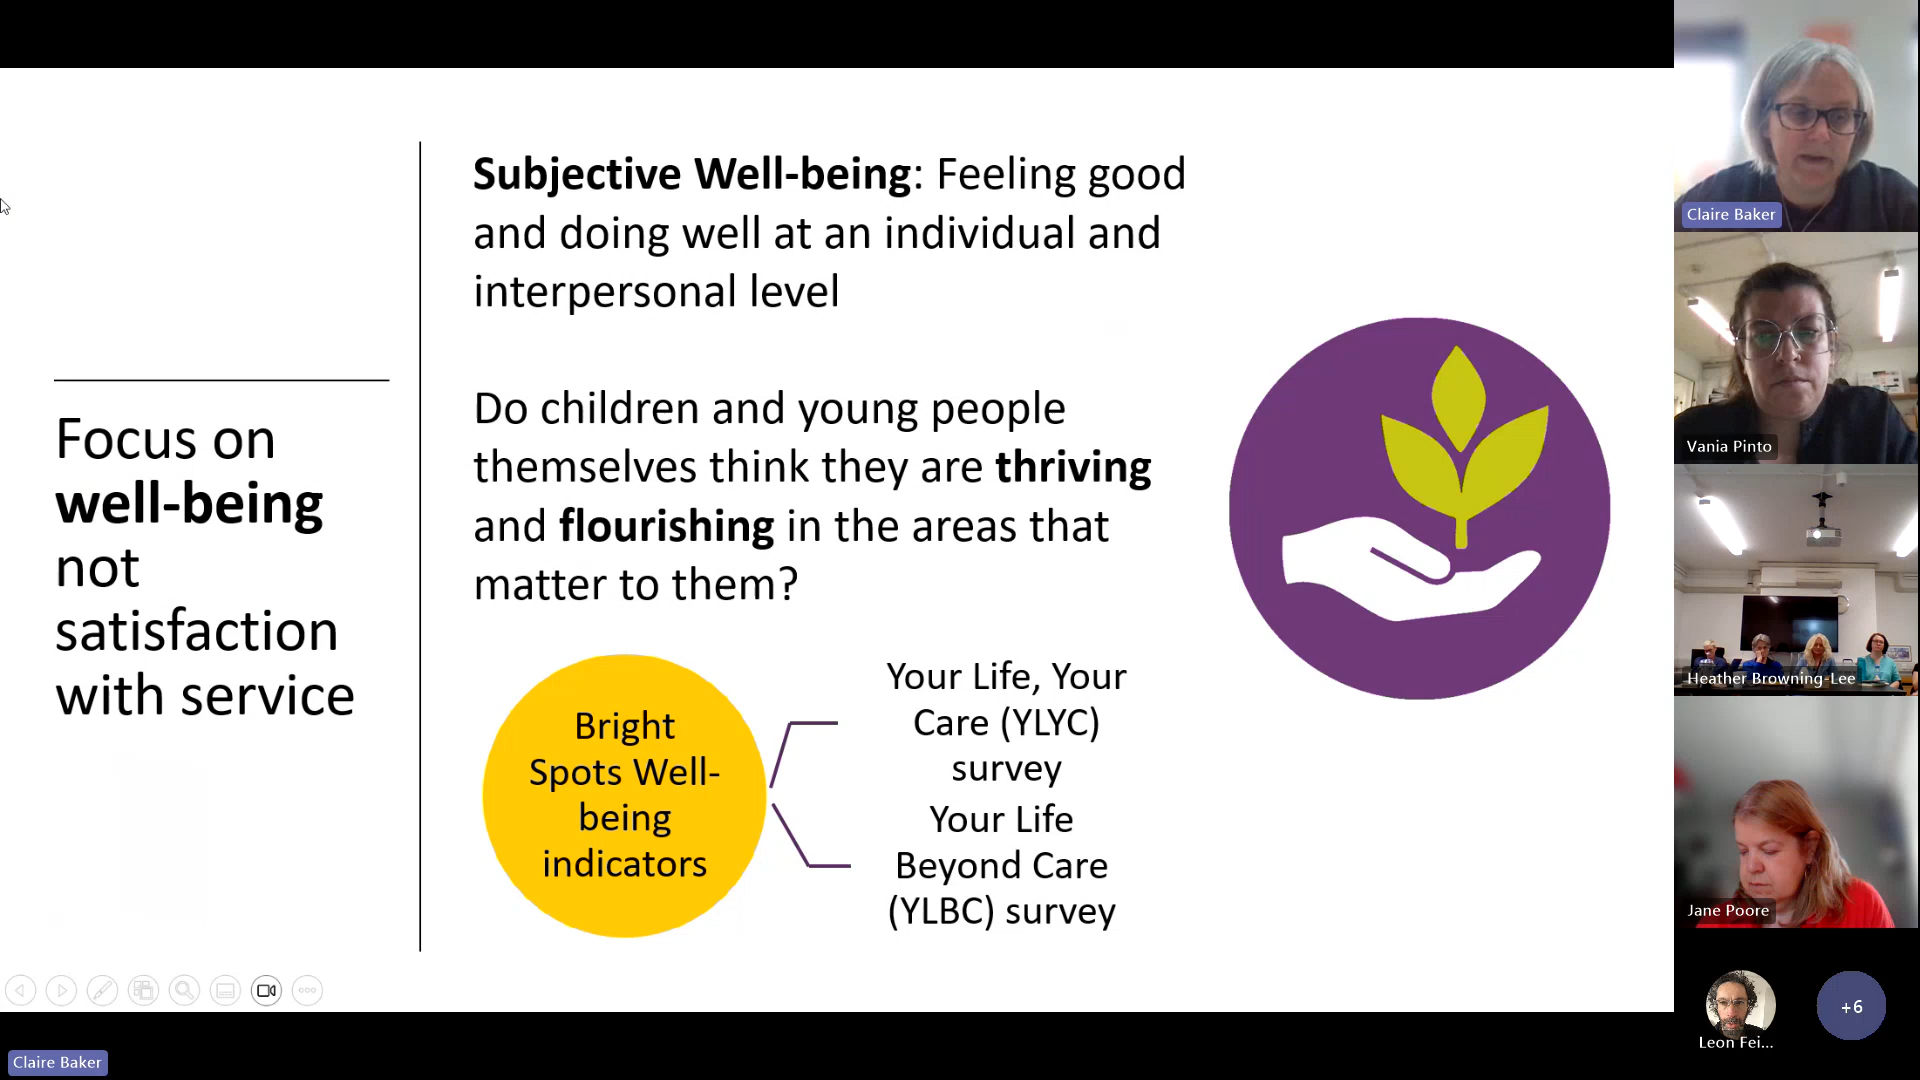 Focus on
well-being
not
satisfaction
with service
Subjective Well-being: Feeling good
and doing well at an individual and
interpersonal level
Do children and young people
themselves think they are thriving
and flourishing in the areas that
matter to them?
Bright
Spots Well-
being
indicators
Your Life, Your
Care (YLYC)
survey
Your Life
Beyond Care
(YLBC) survey
Claire Baker
Vania Pinto
Heather Browning-Lee
Jane Poore
Leon Fei...
+6
Claire Baker